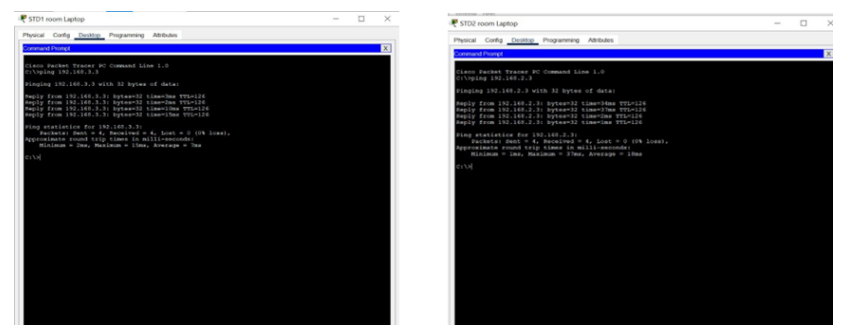 STD1 room Laptop
Physical Config Desktop Programming Attributes
Command Prompt X
Cisco Packet Tracer PC Command Line 1.0
C:\>ping 192.168.3.3
Pinging 192.168.3.3 with 32 bytes of data:
Reply from 192.168.3.3: bytes=32 time=3ms TTL=126
Reply from 192.168.3.3: bytes=32 time=2ms TTL=126
Reply from 192.168.3.3: bytes=32 time=10ms TTL=126
Reply from 192.168.3.3: bytes=32 time=15ms TTL=126
Ping statistics for 192.168.3.3:
Packets: Sent = 4, Received = 4, Lost = 0 (0% loss),
Approximate round trip times in milli-seconds:
Minimum = 2ms, Maximum = 15ms, Average = 7ms
C:\>
STD2 room Laptop
Physical Config Desktop Programming Attributes
Command Prompt X
Cisco Packet Tracer PC Command Line 1.0
C:\>ping 192.168.2.3
Pinging 192.168.2.3 with 32 bytes of data:
Reply from 192.168.2.3: bytes=32 time=34ms TTL=126
Reply from 192.168.2.3: bytes=32 time=37ms TTL=126
Reply from 192.168.2.3: bytes=32 time=2ms TTL=126
Reply from 192.168.2.3: bytes=32 time=1ms TTL=126
Ping statistics for 192.168.2.3:
Packets: Sent = 4, Received = 4, Lost = 0 (0% loss),
Approximate round trip times in milli-seconds:
Minimum = 1ms, Maximum = 37ms, Average = 18ms
C:\>